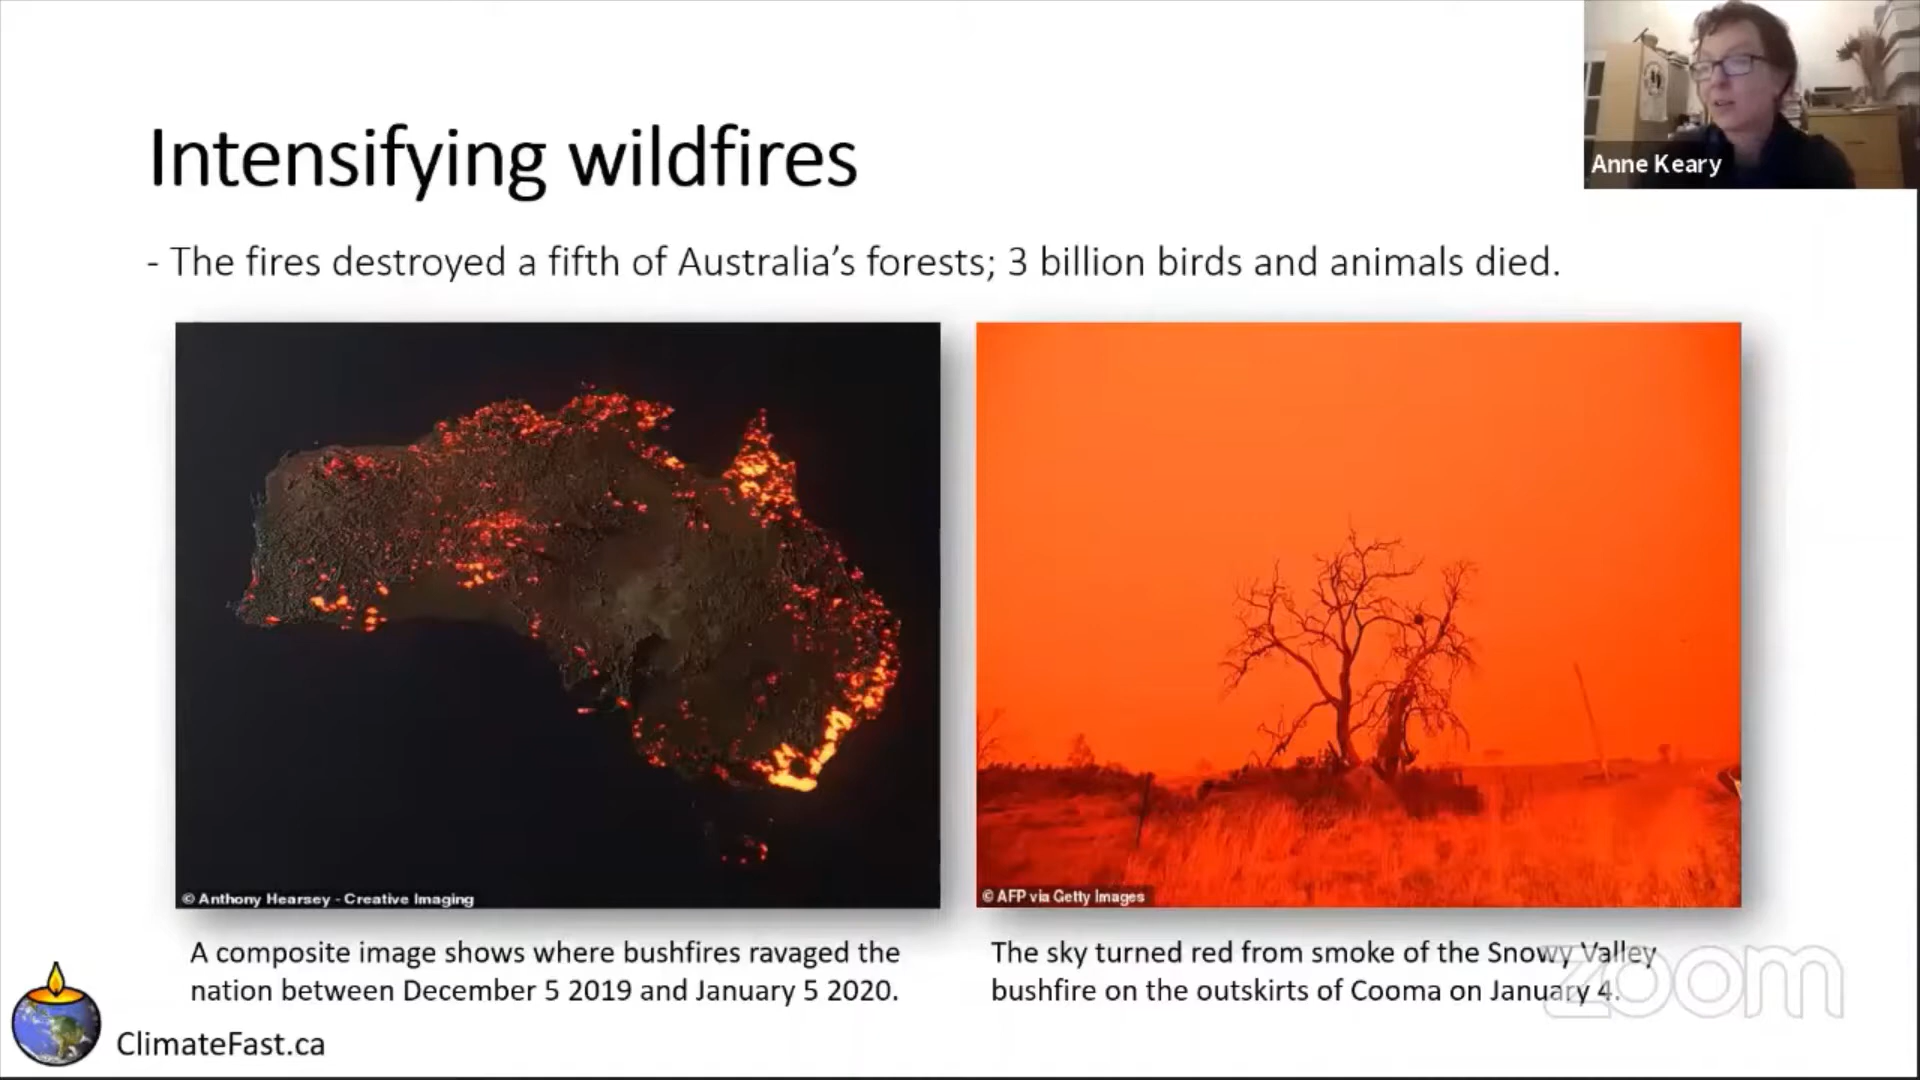 Anne Keary
Intensifying wildfires
- The fires destroyed a fifth of Australia’s forests; 3 billion birds and animals died.
© Anthony Hearsey - Creative Imaging
© AFP via Getty Images
A composite image shows where bushfires ravaged the
nation between December 5 2019 and January 5 2020.
The sky turned red from smoke of the Snowy Valley
bushfire on the outskirts of Cooma on January 4.
zoom
ClimateFast.ca